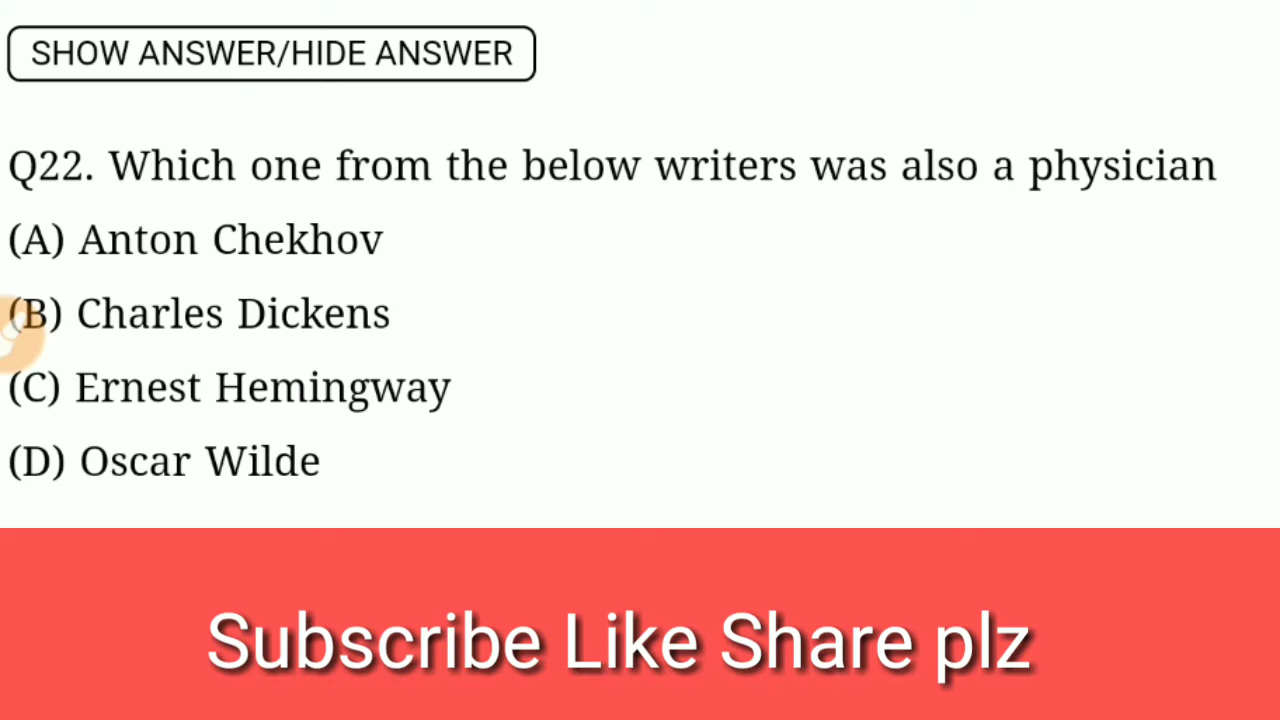 SHOW ANSWER/HIDE ANSWER
Q22. Which one from the below writers was also a physician
(A) Anton Chekhov
(B) Charles Dickens
(C) Ernest Hemingway
(D) Oscar Wilde
Subscribe Like Share plz